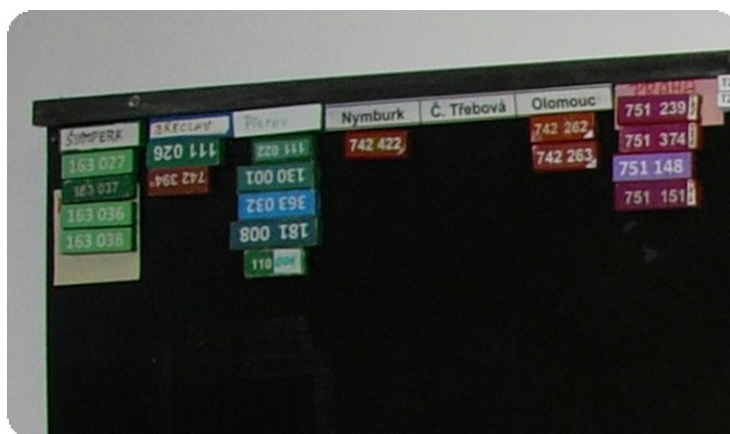 ŠUMPERK
163 027
163 037
163 036
163 038
BŘECLAV
111 026
742 394
Přerov
111 022
130 001
363 032
181 008
110
Nymburk
742 422
Č. Třebová
Olomouc
742 262
742 263
PRAHA
751 239
751 374
751 148
751 151